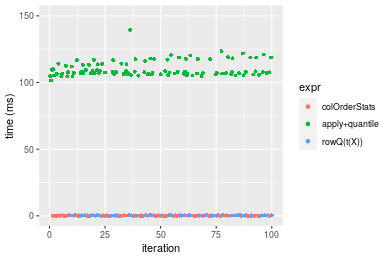 150
100
50
0
time (ms)
0
25
50
75
100
iteration
expr
colOrderStats
apply+quantile
rowQ(t(X))